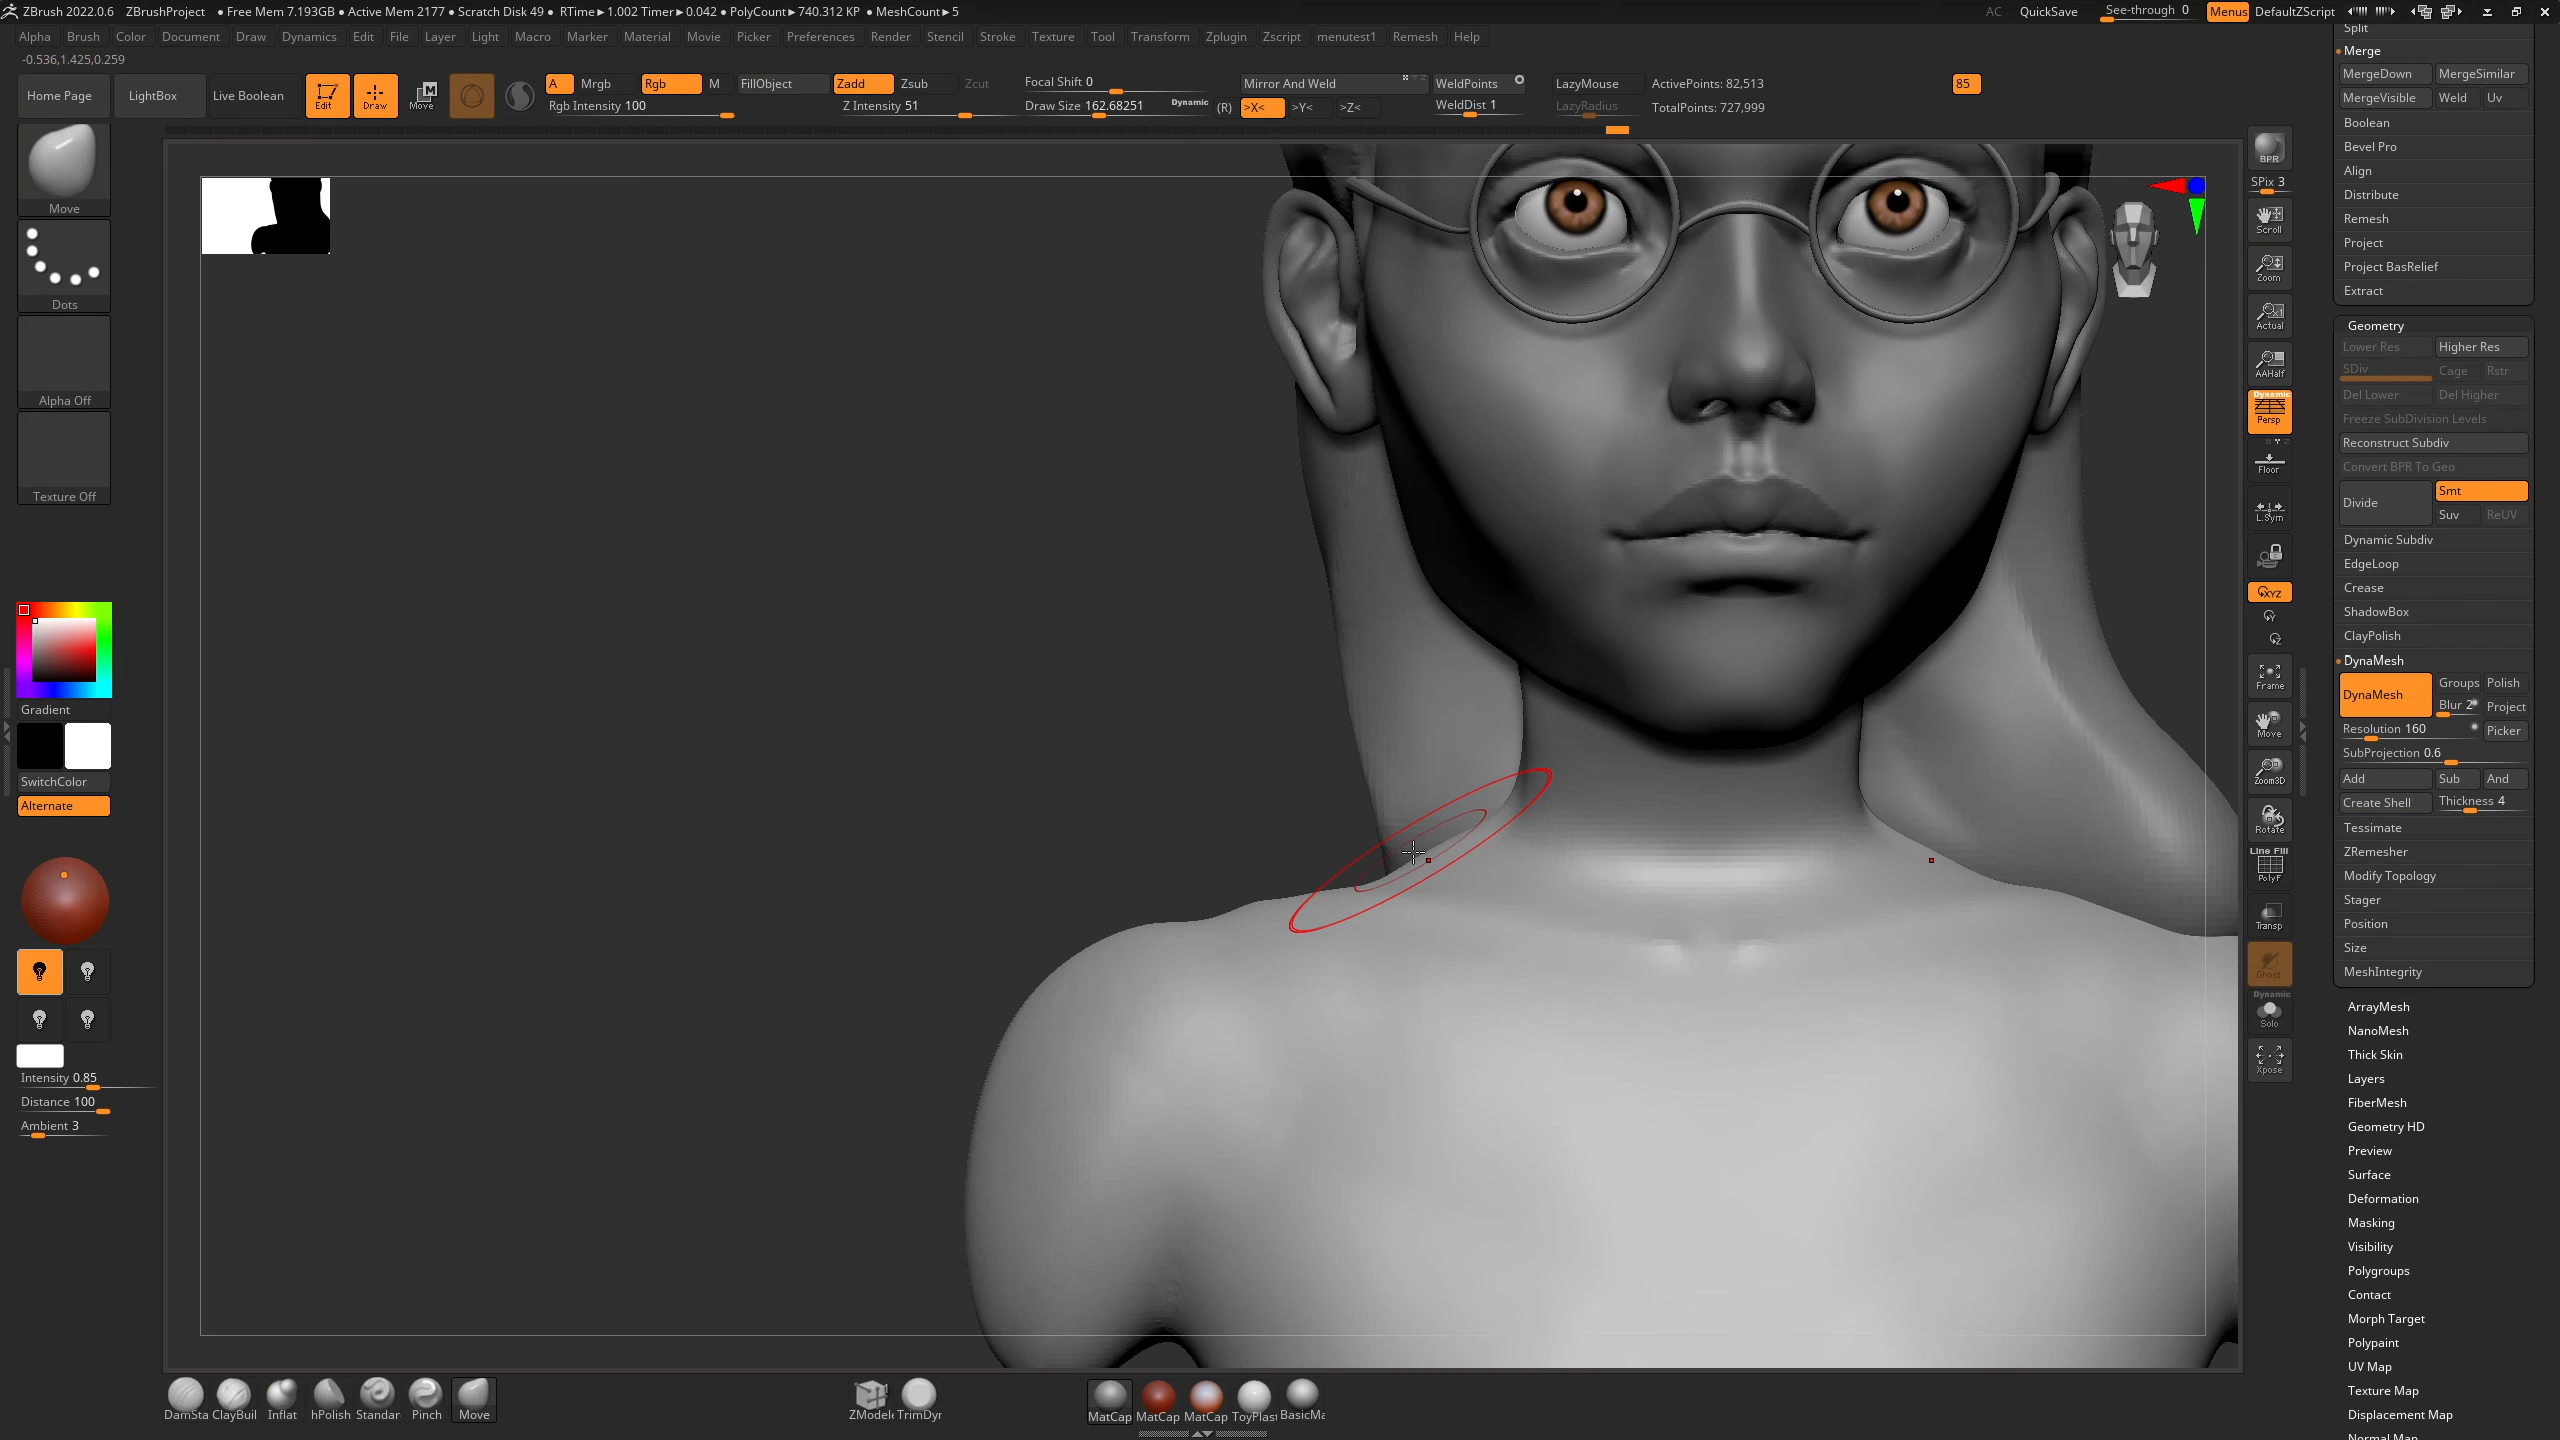 ZBrush 2022.0.6 ZBrushProject ● Free Mem 7.193GB ● Active Mem 2177 ● Scratch Disk 49 ● RTime►1.002 Timer►0.042 ● PolyCount►740.312 KP ● MeshCount►5 AC QuickSave See-through 0 Menus DefaultZScript
Alpha Brush Color Document Draw Dynamics Edit File Layer Light Macro Marker Material Movie Picker Preferences Render Stencil Stroke Texture Tool Transform Zplugin Zscript menutest1 Remesh Help
-0.536,1.425,0.259
Home Page LightBox Live Boolean Edit Draw Move
A Mrgb Rgb M FillObject Zadd Zsub Zcut Focal Shift 0 Mirror And Weld WeldPoints LazyMouse ActivePoints: 82,513 85
Rgb Intensity 100 Z Intensity 51 Draw Size 162.68251 Dynamic (R) >X< >Y< >Z< WeldDist 1 LazyRadius TotalPoints: 727,999
Move
Dots
Alpha Off
Texture Off
Gradient
SwitchColor
Alternate
Intensity 0.85
Distance 100
Ambient 3
BPR
SPix 3
Scroll
Zoom
Actual
AAHalf
Dynamic
Persp
Floor
L.Sym
XYZ
Y
Z
Frame
Move
Zoom3D
Rotate
Line Fill
PolyF
Transp
Ghost
Dynamic
Solo
Xpose
Split
Merge
MergeDown MergeSimilar
MergeVisible Weld Uv
Boolean
Bevel Pro
Align
Distribute
Remesh
Project
Project BasRelief
Extract
Geometry
Lower Res Higher Res
SDiv Cage Rstr
Del Lower Del Higher
Freeze SubDivision Levels
Reconstruct Subdiv
Convert BPR To Geo
Divide Smt
Suv ReUV
Dynamic Subdiv
EdgeLoop
Crease
ShadowBox
ClayPolish
DynaMesh
DynaMesh Groups Polish
Blur 2 Project
Resolution 160 Picker
SubProjection 0.6
Add Sub And
Create Shell Thickness 4
Tessimate
ZRemesher
Modify Topology
Stager
Position
Size
MeshIntegrity
ArrayMesh
NanoMesh
Thick Skin
Layers
FiberMesh
Geometry HD
Preview
Surface
Deformation
Masking
Visibility
Polygroups
Contact
Morph Target
Polypaint
UV Map
Texture Map
Displacement Map
Normal Map
DamSta ClayBuil Inflat hPolish Standar Pinch Move ZModele TrimDyr MatCap MatCap MatCap ToyPlas BasicMa